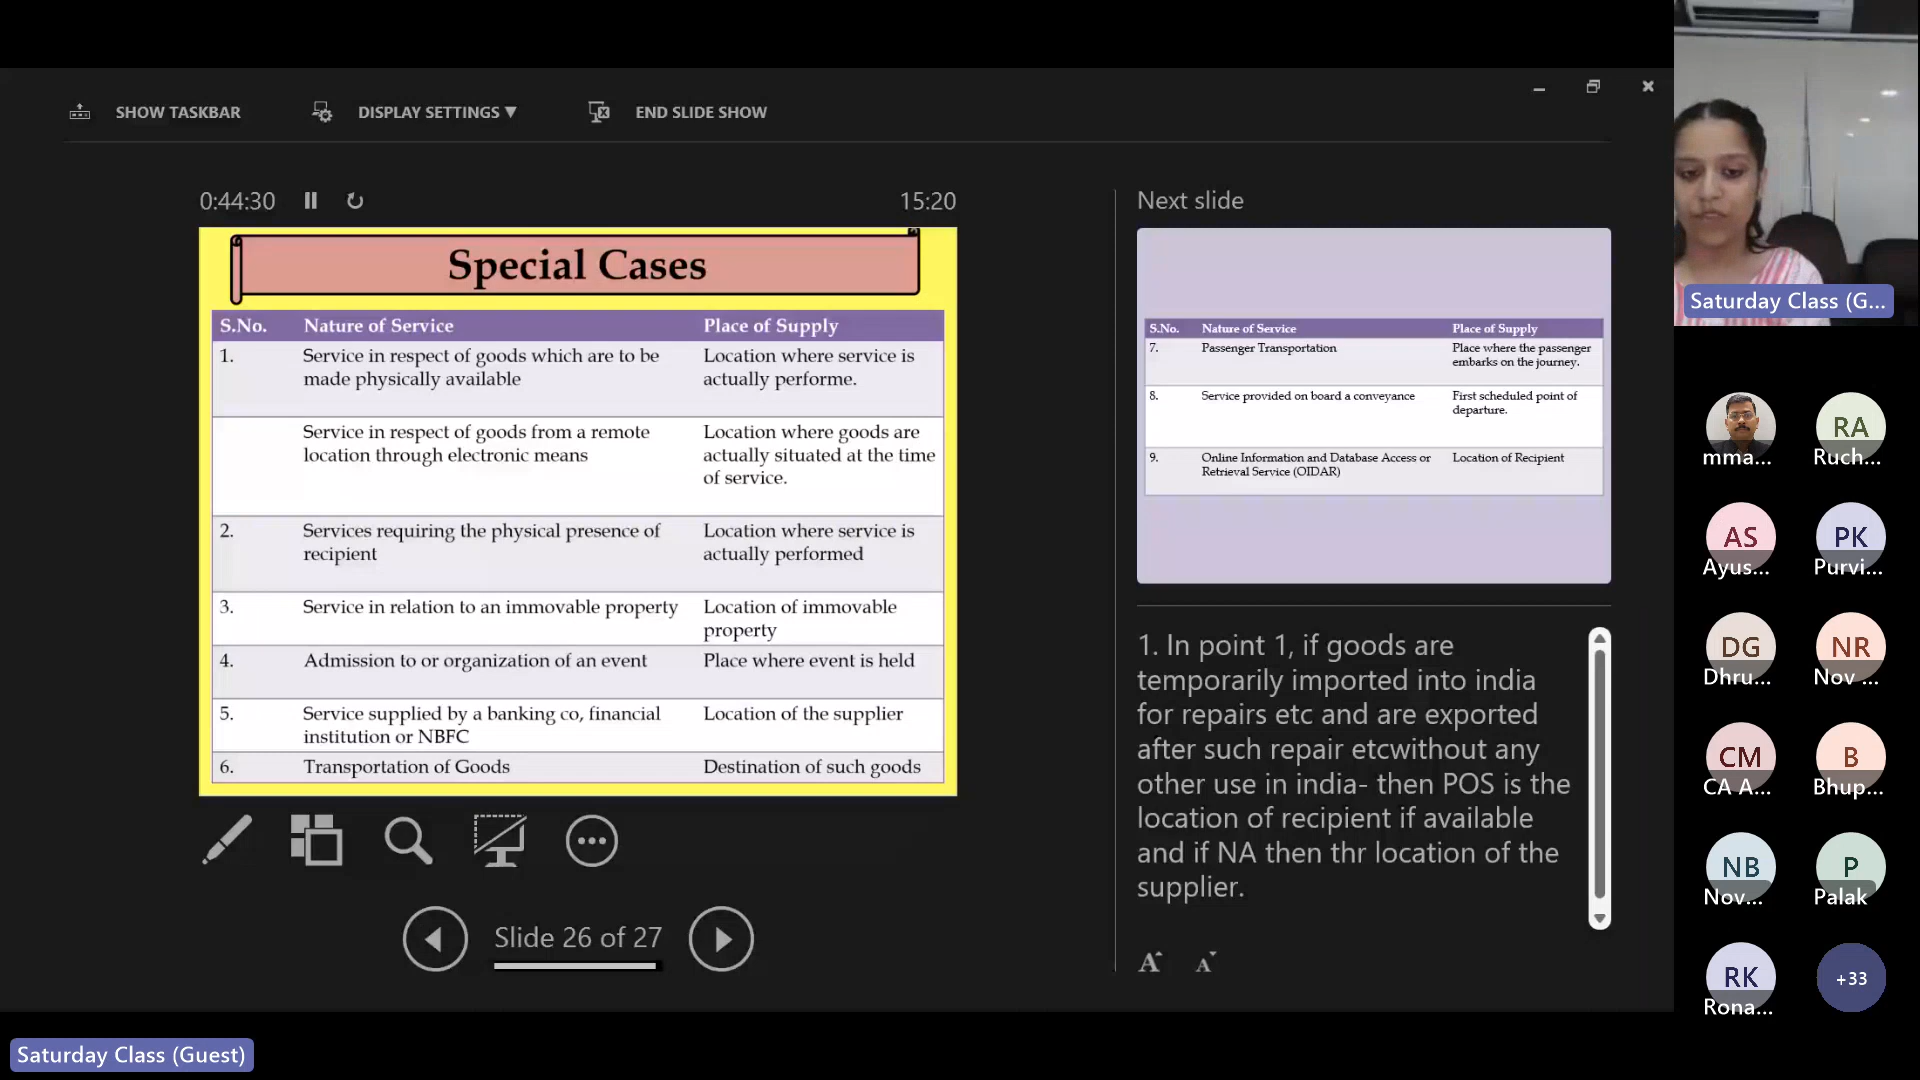 SHOW TASKBAR
DISPLAY SETTINGS ▼
END SLIDE SHOW
0:44:30
15:20
Special Cases
S.No. Nature of Service Place of Supply
1. Service in respect of goods which are to be Location where service is
made physically available actually performe.
Service in respect of goods from a remote Location where goods are
location through electronic means actually situated at the time
of service.
2. Services requiring the physical presence of Location where service is
recipient actually performed
3. Service in relation to an immovable property Location of immovable
property
4. Admission to or organization of an event Place where event is held
5. Service supplied by a banking co, financial Location of the supplier
institution or NBFC
6. Transportation of Goods Destination of such goods
Slide 26 of 27
Next slide
S.No. Nature of Service Place of Supply
7. Passenger Transportation Place where the passenger
embarks on the journey.
8. Service provided on board a conveyance First scheduled point of
departure.
9. Online Information and Database Access or Location of Recipient
Retrieval Service (OIDAR)
1. In point 1, if goods are
temporarily imported into india
for repairs etc and are exported
after such repair etcwithout any
other use in india- then POS is the
location of recipient if available
and if NA then thr location of the
supplier.
A A
Saturday Class (G...
mma...
RA
Ruch...
AS
Ayus...
PK
Purvi...
DG
Dhru...
NR
Nov ...
CM
CA A...
B
Bhup...
NB
Nov...
P
Palak
RK
Rona...
+33
Saturday Class (Guest)